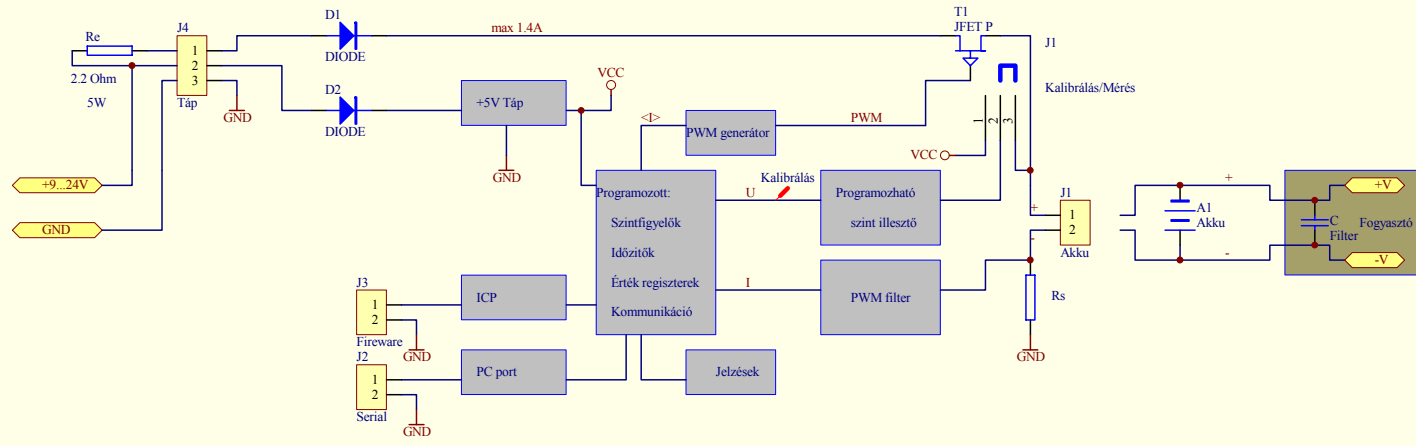 D1
T1
J4
JFET P
Re
max 1.4A
J1
1
2
3
DIODE
2.2 Ohm
5W
Táp
GND
VCC
D2
+5V Táp
DIODE
GND
Kalibrálás/Mérés
<I>
PWM generátor
PWM
1
2
3
VCC
+9...24V
GND
Programozott:
Szintfigyelők
Időzitők
Érték regiszterek
Kommunikáció
U
Kalibrálás
Programozható
szint illesztő
+
J1
1
2
-
Akku
+
A1
Akku
-
+V
C
Filter
Fogyasztó
-V
I
PWM filter
Rs
GND
J3
1
2
Fireware
GND
ICP
J2
1
2
Serial
GND
PC port
Jelzések